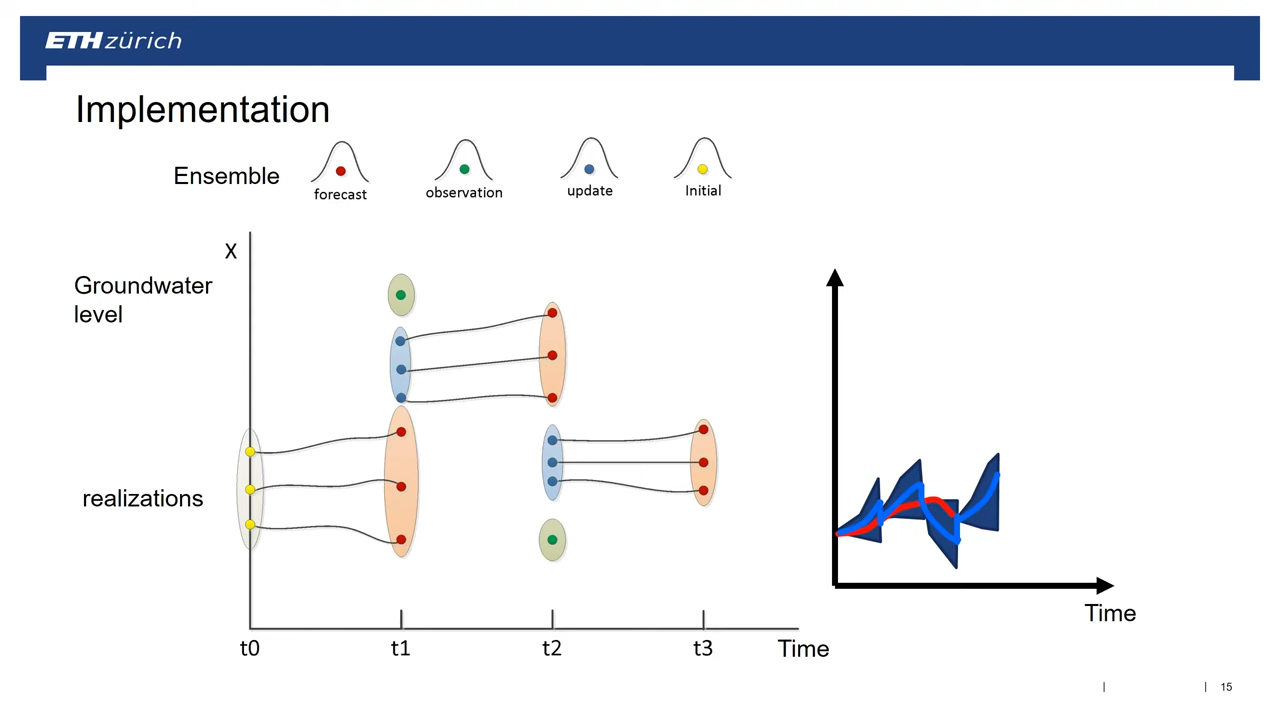 ETH zürich
Implementation
Ensemble
forecast
observation
update
Initial
X
Groundwater
level
realizations
t0
t1
t2
t3
Time
Time
| | 15